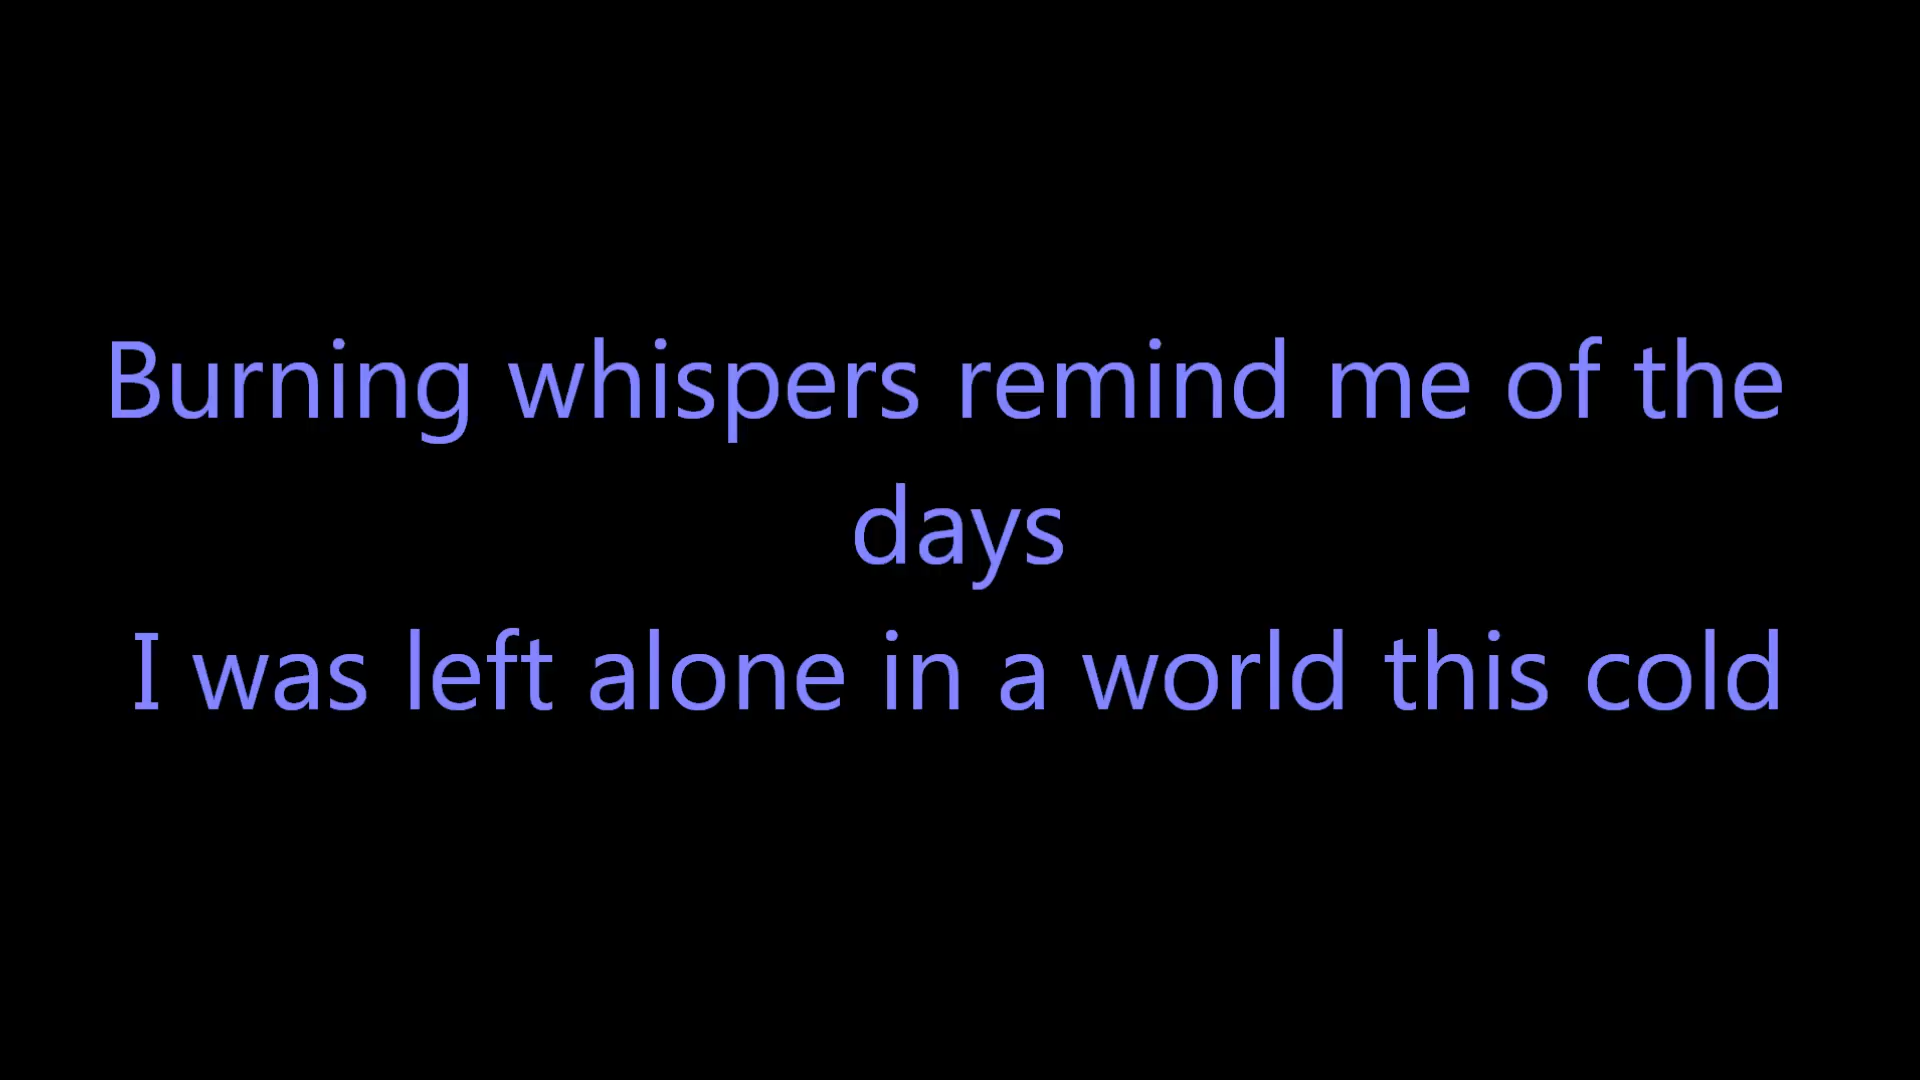 Burning whispers remind me of the
days
I was left alone in a world this cold